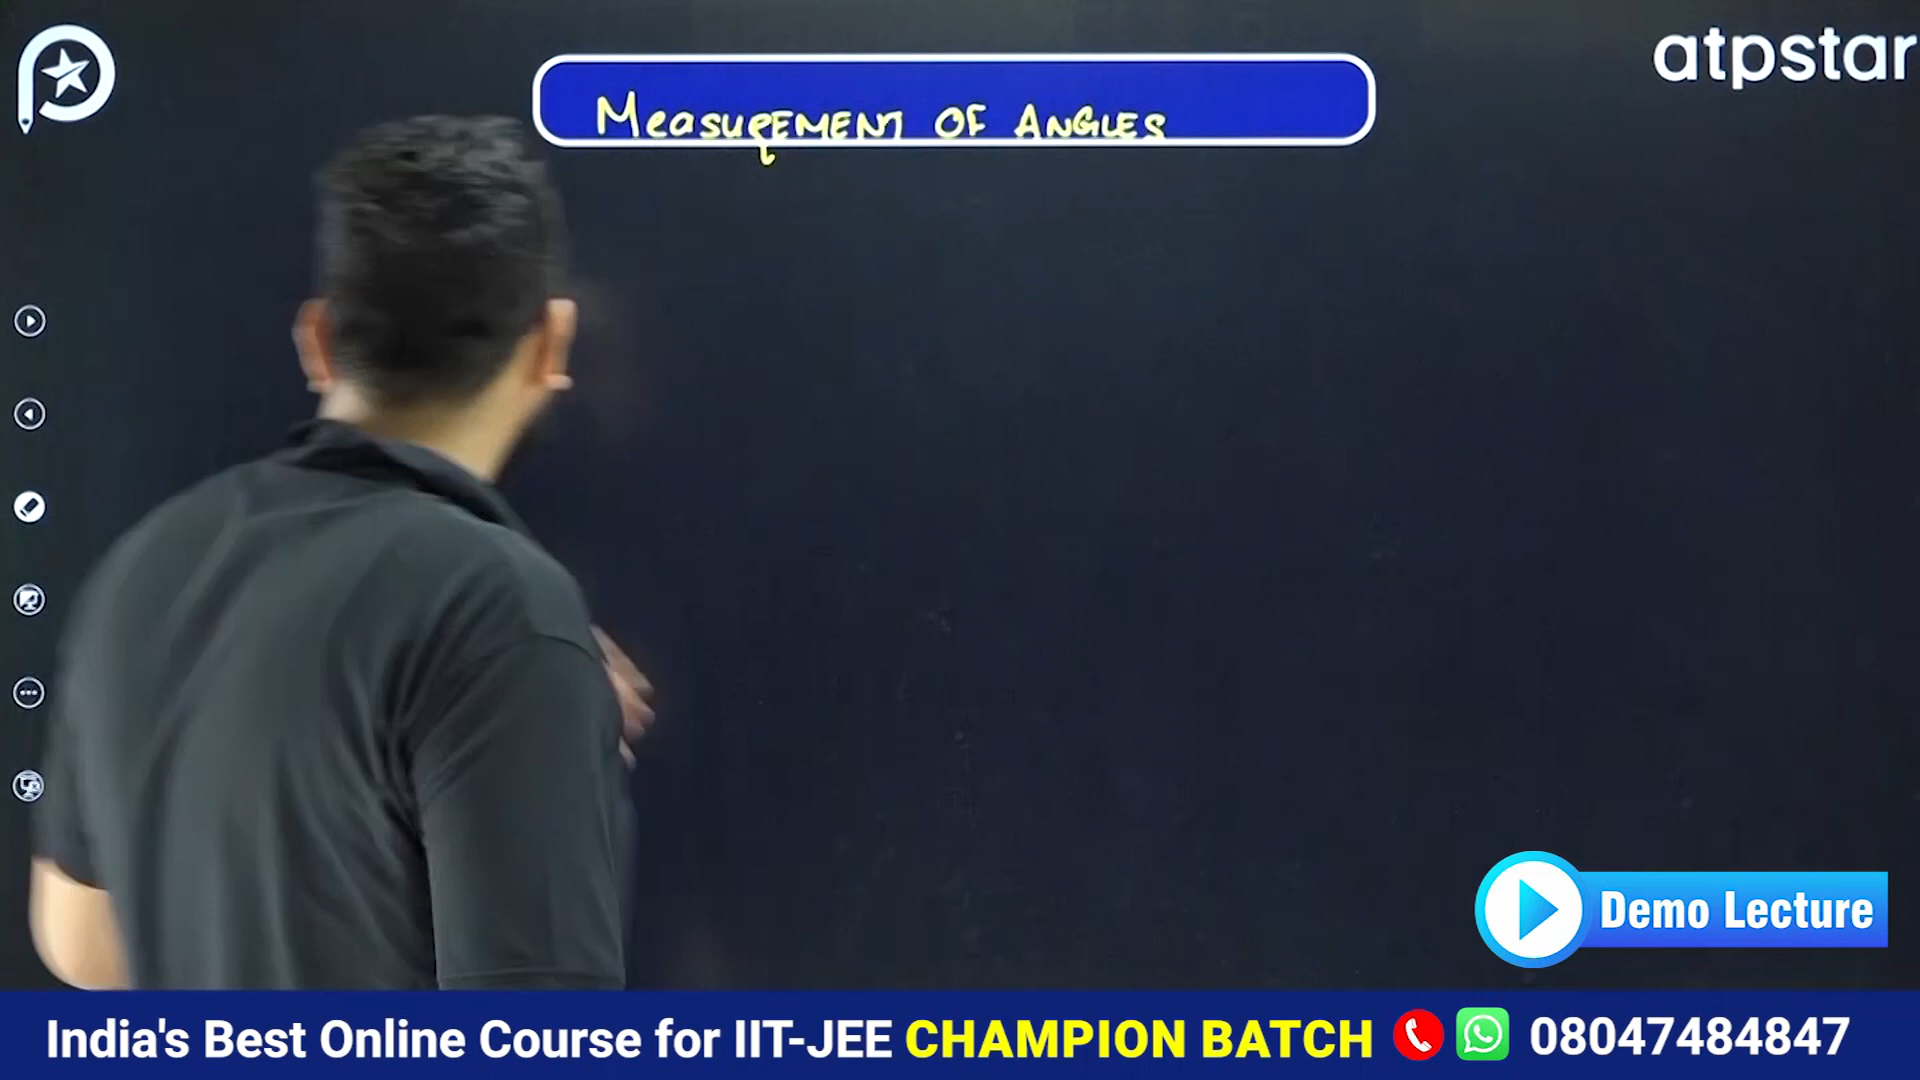 atpstar
MeasuREMENT OF ANGLES
Demo Lecture
India's Best Online Course for IIT-JEE CHAMPION BATCH 08047484847